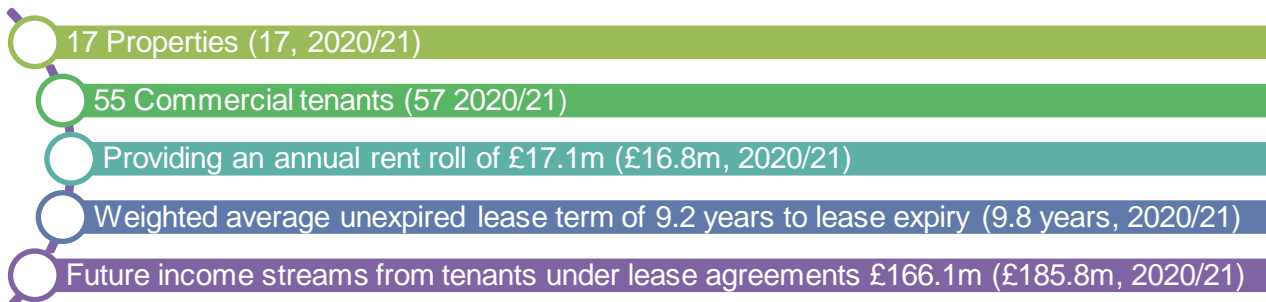 17 Properties (17, 2020/21)
55 Commercial tenants (57 2020/21)
Providing an annual rent roll of £17.1m (£16.8m, 2020/21)
Weighted average unexpired lease term of 9.2 years to lease expiry (9.8 years, 2020/21)
Future income streams from tenants under lease agreements £166.1m (£185.8m, 2020/21)